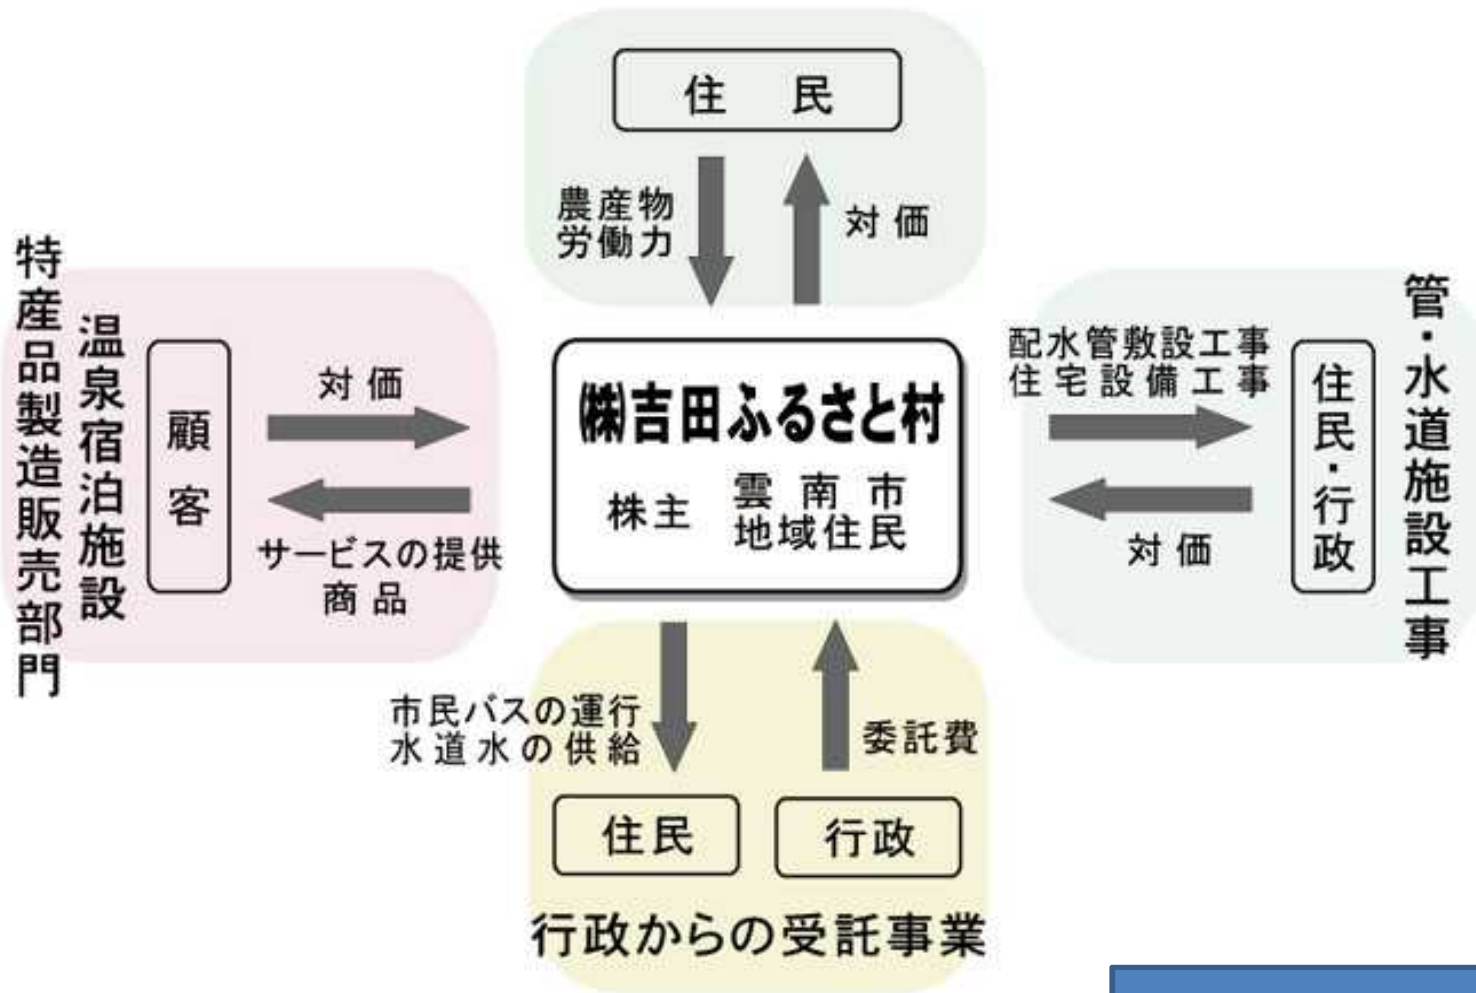 住民
農産物
労働力
対価
特産品製造販売部門
温泉宿泊施設
顧客
対価
サービスの提供
商品
㈱吉田ふるさと村
株主
雲南市
地域住民
配水管敷設工事
住宅設備工事
対価
住民・行政
管・水道施設工事
市民バスの運行
水道水の供給
委託費
住民
行政
行政からの受託事業